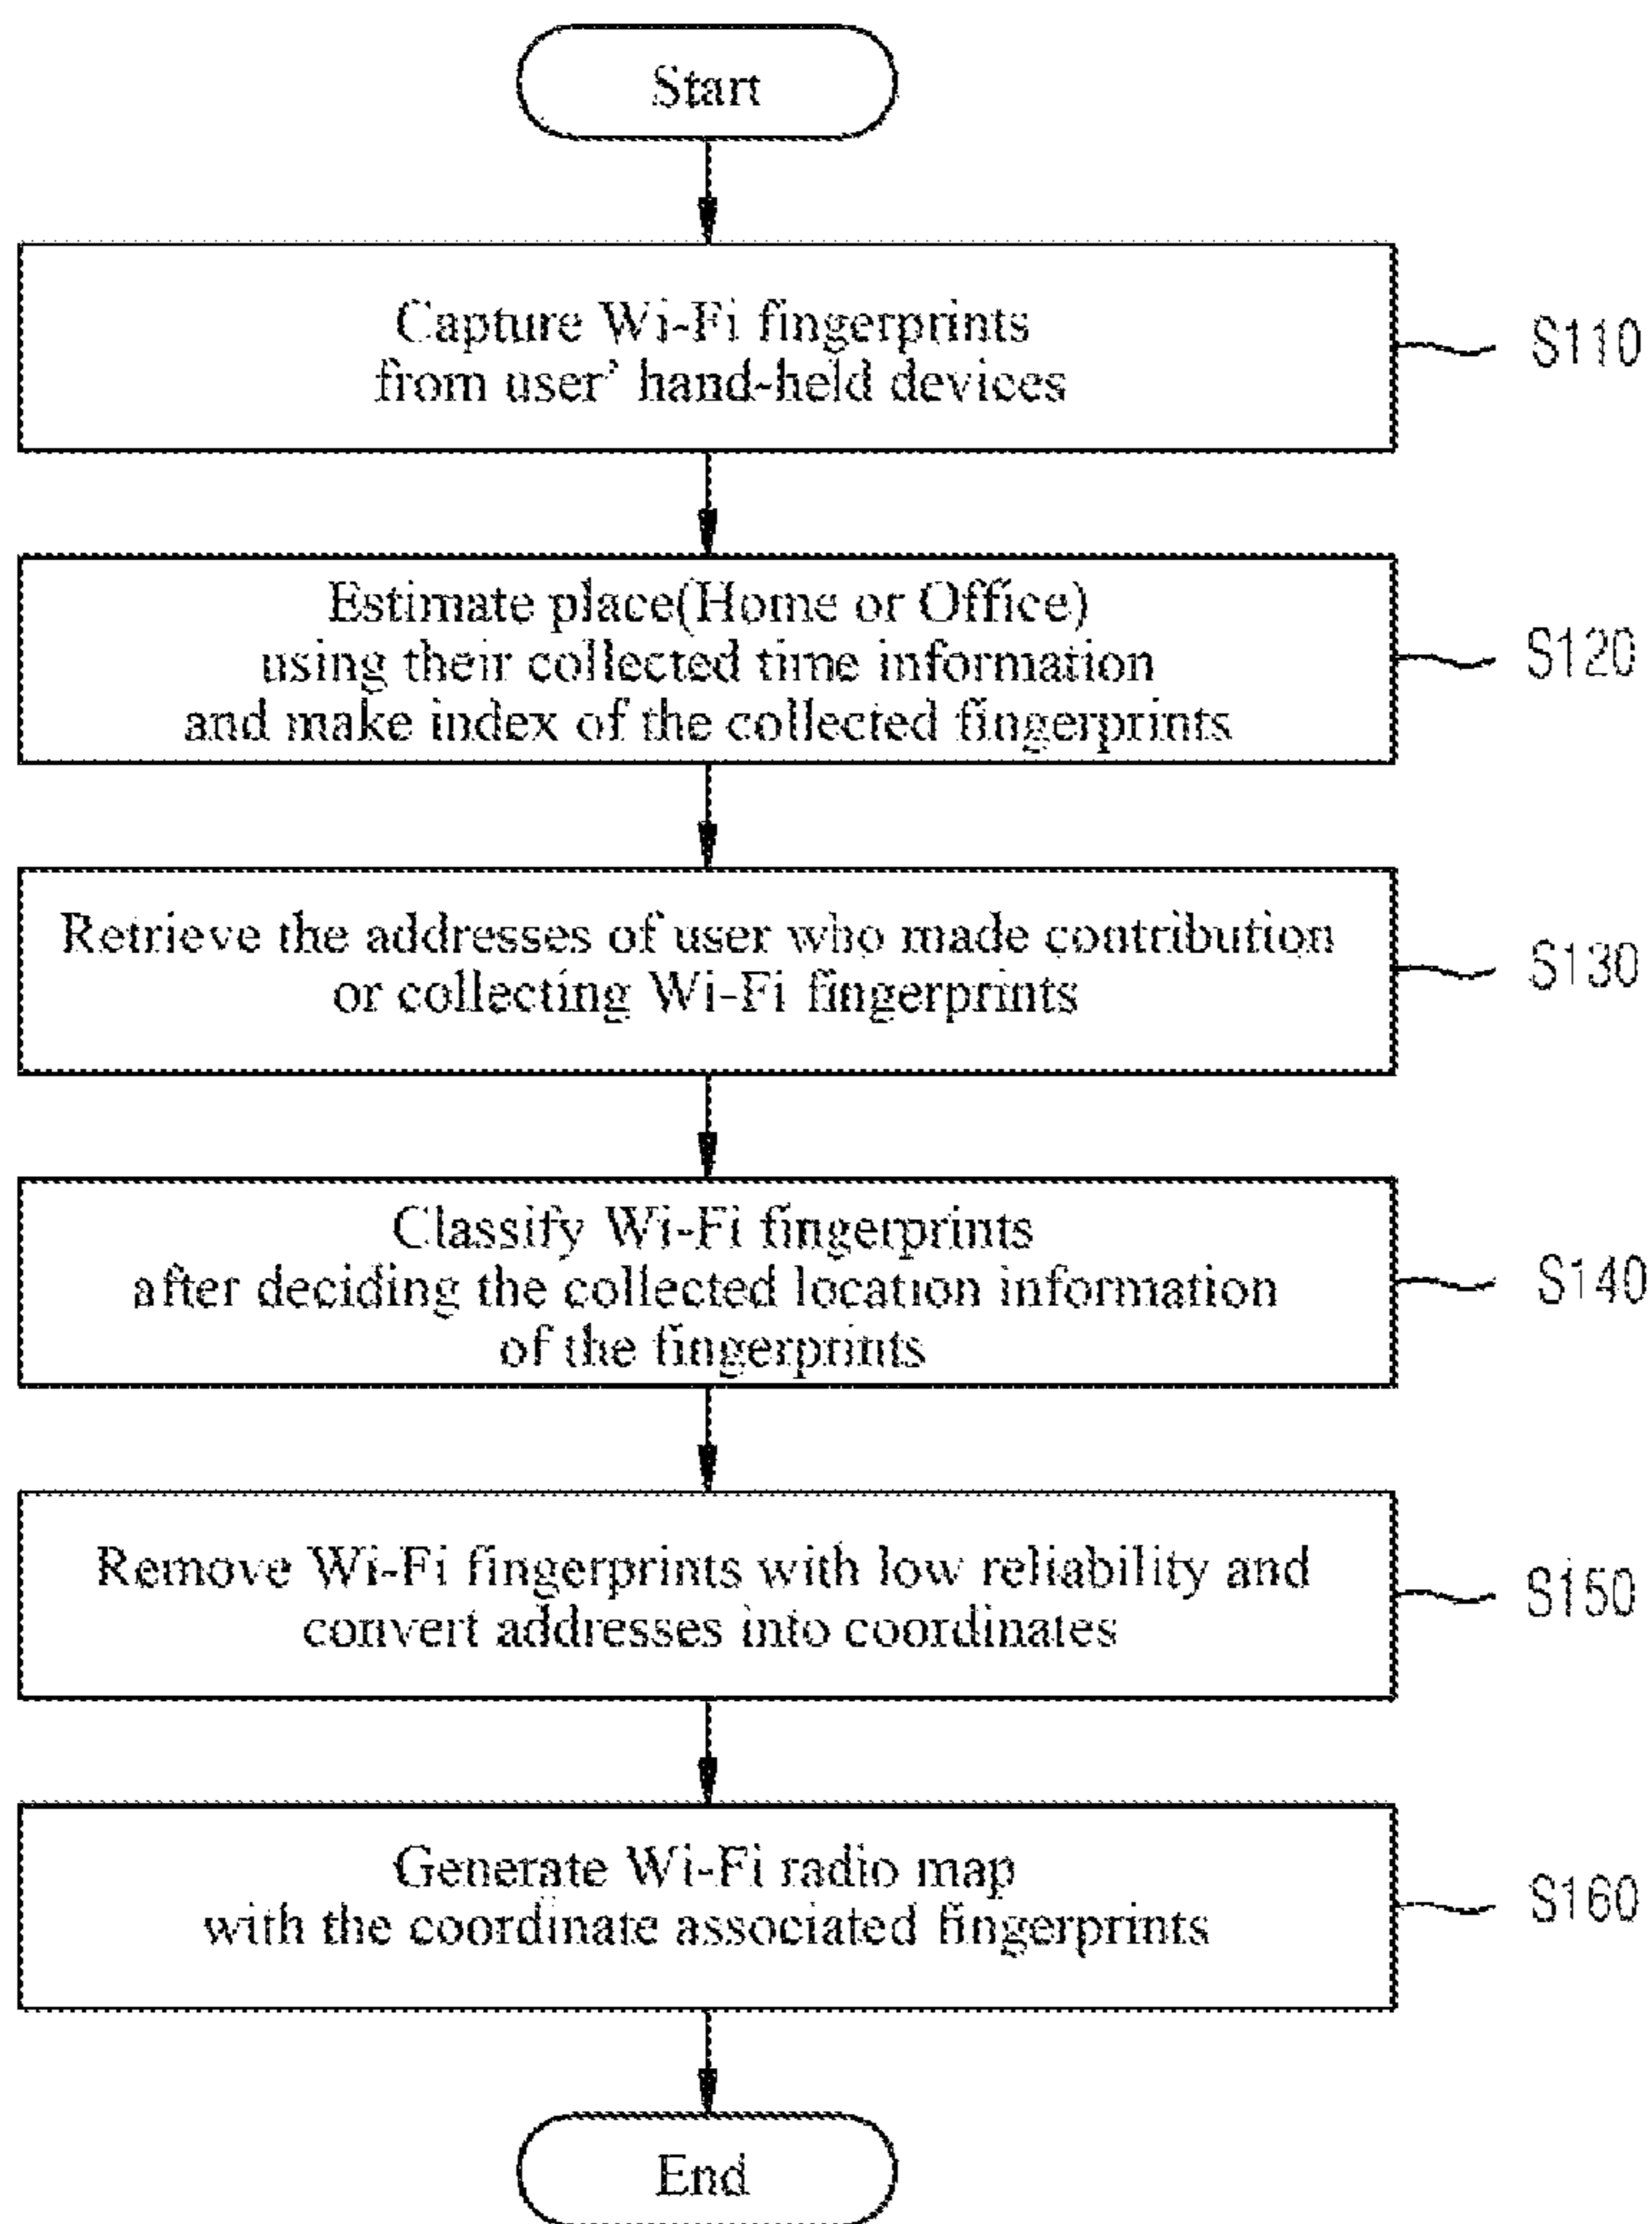 Start
Capture Wi-Fi fingerprints
from user' hand-held devices
S110
Estimate place(Home or Office)
using their collected time information
and make index of the collected fingerprints
S120
Retrieve the addresses of user who made contribution
or collecting Wi-Fi fingerprints
S130
Classify Wi-Fi fingerprints
after deciding the collected location information
of the fingerprints
S140
Remove Wi-Fi fingerprints with low reliability and
convert addresses into coordinates
S150
Generate Wi-Fi radio map
with the coordinate associated fingerprints
S160
End